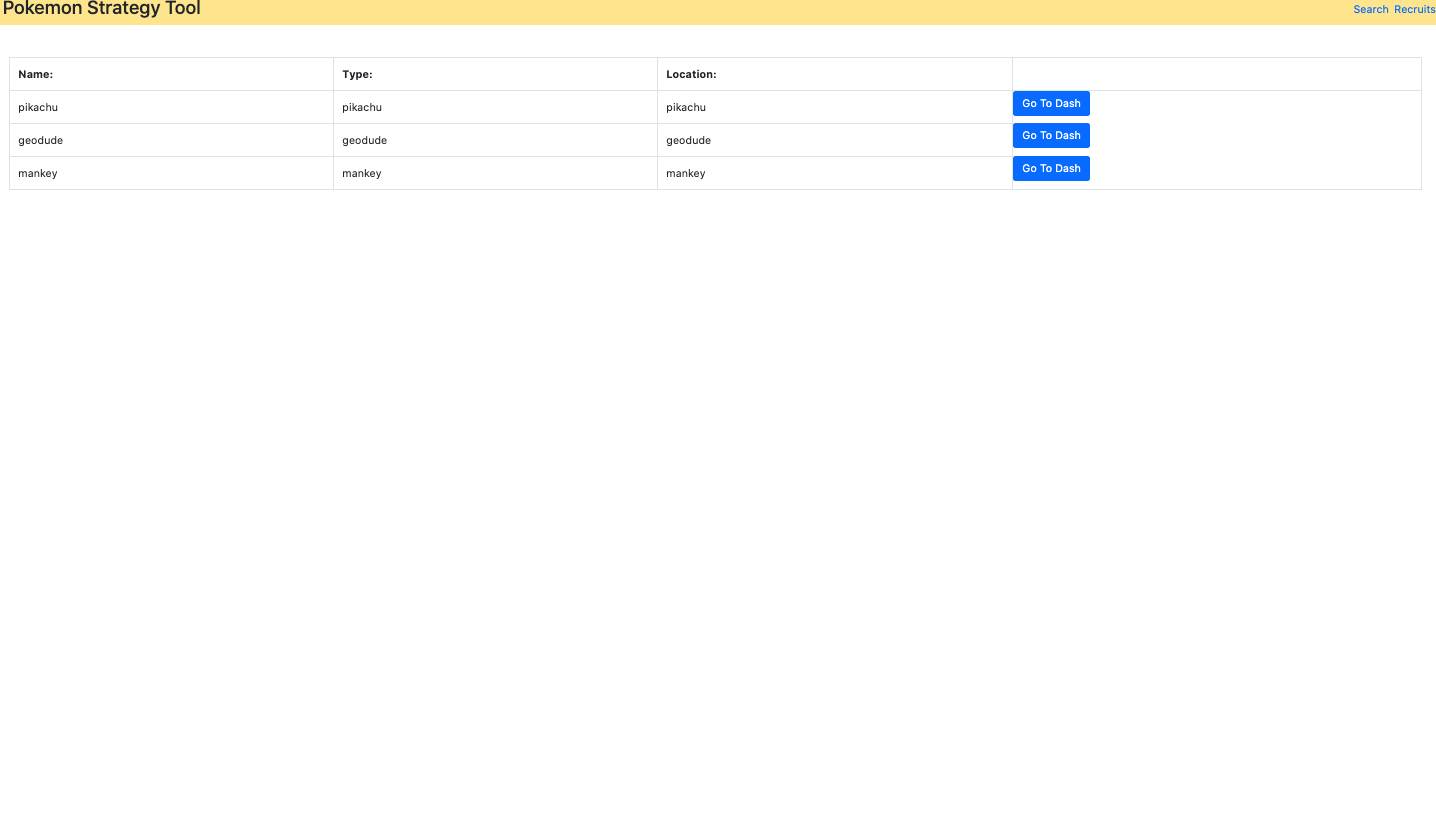 Pokemon Strategy Tool
Search Recruits
Name: Type: Location:
pikachu pikachu pikachu Go To Dash
geodude geodude geodude Go To Dash
mankey mankey mankey Go To Dash